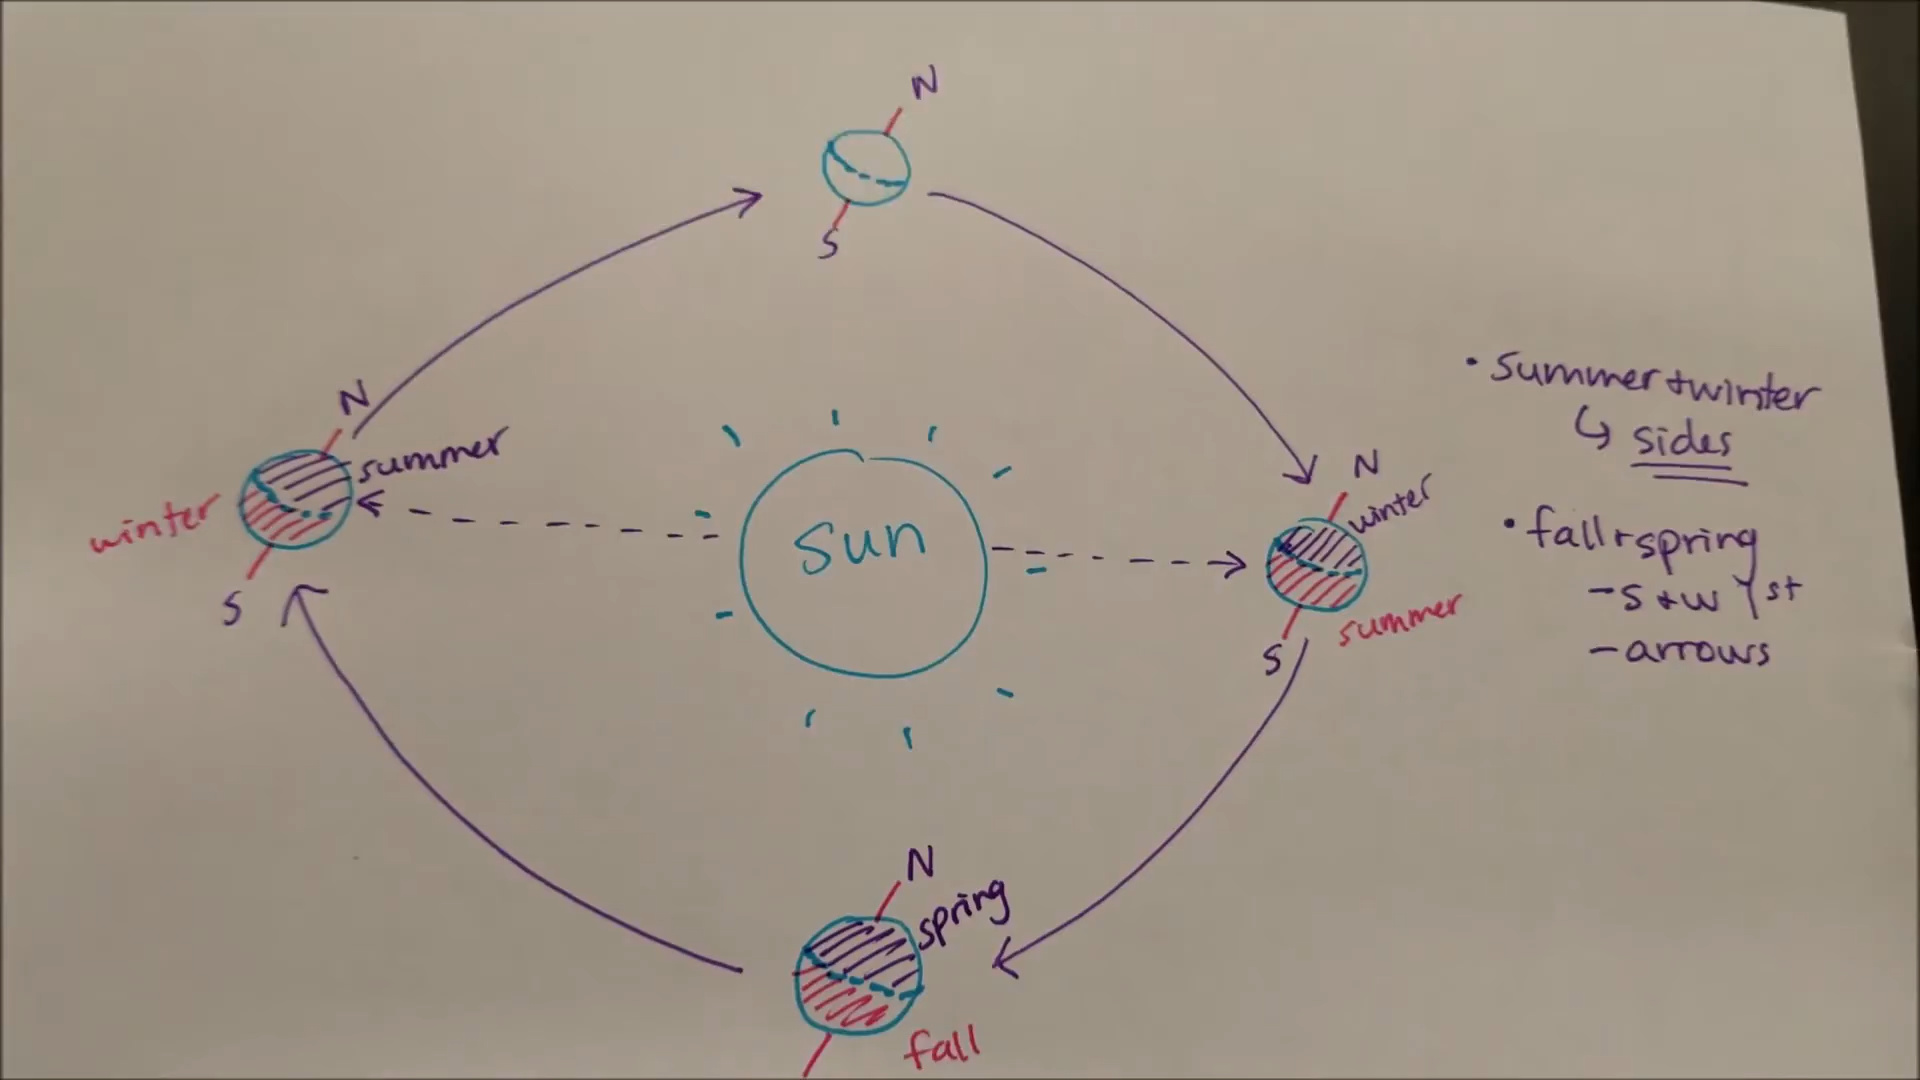 N
S
N
summer
winter
S
sun
N
winter
summer
S
N
spring
fall
• summer + winter
↳ sides
• fall + spring
- S + W 1st
- arrows